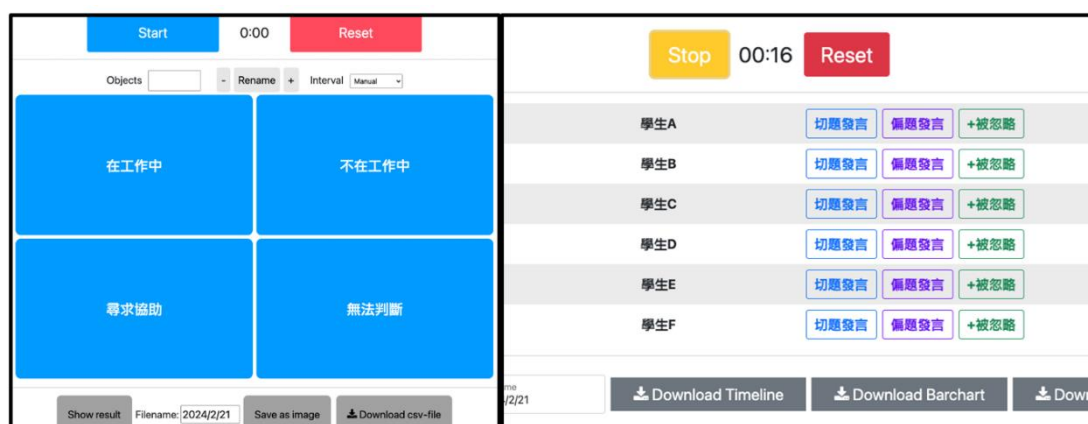 Start 0:00 Reset
Objects - Rename + Interval Manual
在工作中 不在工作中
尋求協助 無法判斷
Show result Filename: 2024/2/21 Save as image Download csv-file
Stop 00:16 Reset
學生A 切題發言 偏題發言 +被忽略
學生B 切題發言 偏題發言 +被忽略
學生C 切題發言 偏題發言 +被忽略
學生D 切題發言 偏題發言 +被忽略
學生E 切題發言 偏題發言 +被忽略
學生F 切題發言 偏題發言 +被忽略
me
/2/21 Download Timeline Download Barchart Down